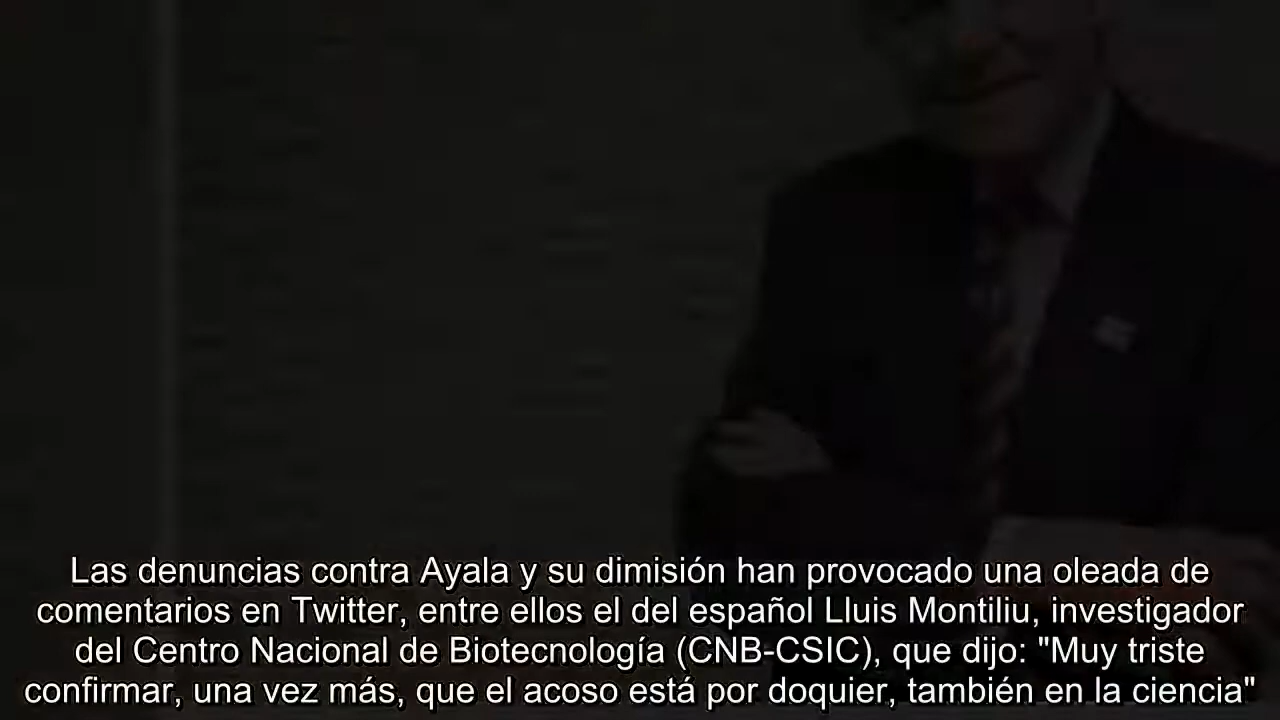 Las denuncias contra Ayala y su dimisión han provocado una oleada de
comentarios en Twitter, entre ellos el del español Lluis Montiliu, investigador
del Centro Nacional de Biotecnología (CNB-CSIC), que dijo: "Muy triste
confirmar, una vez más, que el acoso está por doquier, también en la ciencia"